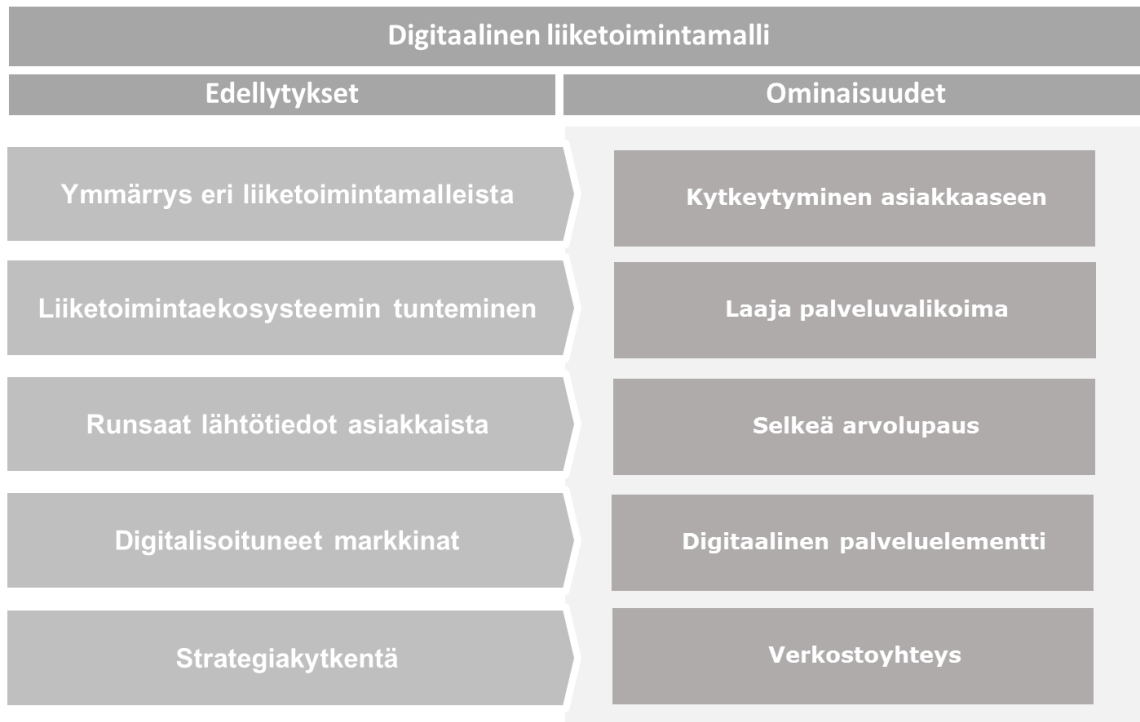 Digitaalinen liiketoimintamalli
Edellytykset
Ominaisuudet
Ymmärrys eri liiketoimintamalleista
Kytkeytyminen asiakkaaseen
Liiketoimintaekosysteemin tunteminen
Laaja palveluvalikoima
Runsaat lähtötiedot asiakkaista
Selkeä arvolupaus
Digitalisoituneet markkinat
Digitaalinen palveluelementti
Strategiakytkentä
Verkostoyhteys